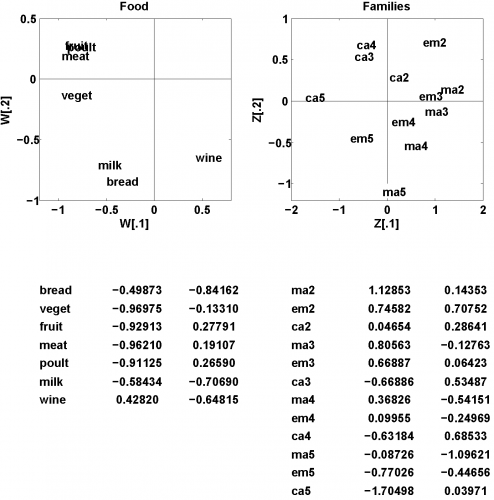 Food
0.5
0
−0.5
−1
W[.2]
fruit
poult
meat
veget
milk
bread
wine
−1
−0.5
0
0.5
W[.1]
Families
1
0.5
0
−0.5
−1
Z[.2]
ca4
ca3
em2
ca2
ca5
em3
ma2
ma3
em4
em5
ma4
ma5
−2
−1
0
1
2
Z[.1]
bread −0.49873 −0.84162
veget −0.96975 −0.13310
fruit −0.92913 0.27791
meat −0.96210 0.19107
poult −0.91125 0.26590
milk −0.58434 −0.70690
wine 0.42820 −0.64815
ma2 1.12853 0.14353
em2 0.74582 0.70752
ca2 0.04654 0.28641
ma3 0.80563 −0.12763
em3 0.66887 0.06423
ca3 −0.66886 0.53487
ma4 0.36826 −0.54151
em4 0.09955 −0.24969
ca4 −0.63184 0.68533
ma5 −0.08726 −1.09621
em5 −0.77026 −0.44656
ca5 −1.70498 0.03971